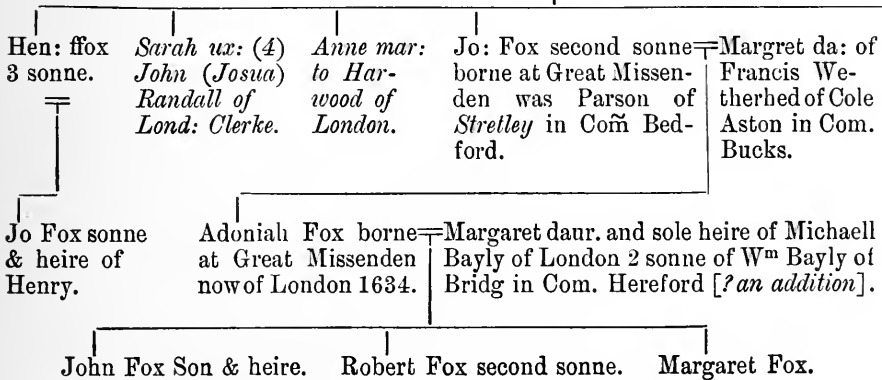 Hen: ffox
3 sonne.
Sarah ux: (4)
John (Josua)
Randall of
Lond: Clerke.
Anne mar:
to Har-
wood of
London.
Jo: Fox second sonne
borne at Great Missen-
den was Parson of
Stretley in Com̃ Bed-
ford.
Margret da: of
Francis We-
therhed of Cole
Aston in Com.
Bucks.
Jo Fox sonne
& heire of
Henry.
Adoniah Fox borne
at Great Missenden
now of London 1634.
Margaret daur. and sole heire of Michaell
Bayly of London 2 sonne of Wᵐ Bayly of
Bridg in Com. Hereford [? an addition].
John Fox Son & heire.
Robert Fox second sonne.
Margaret Fox.